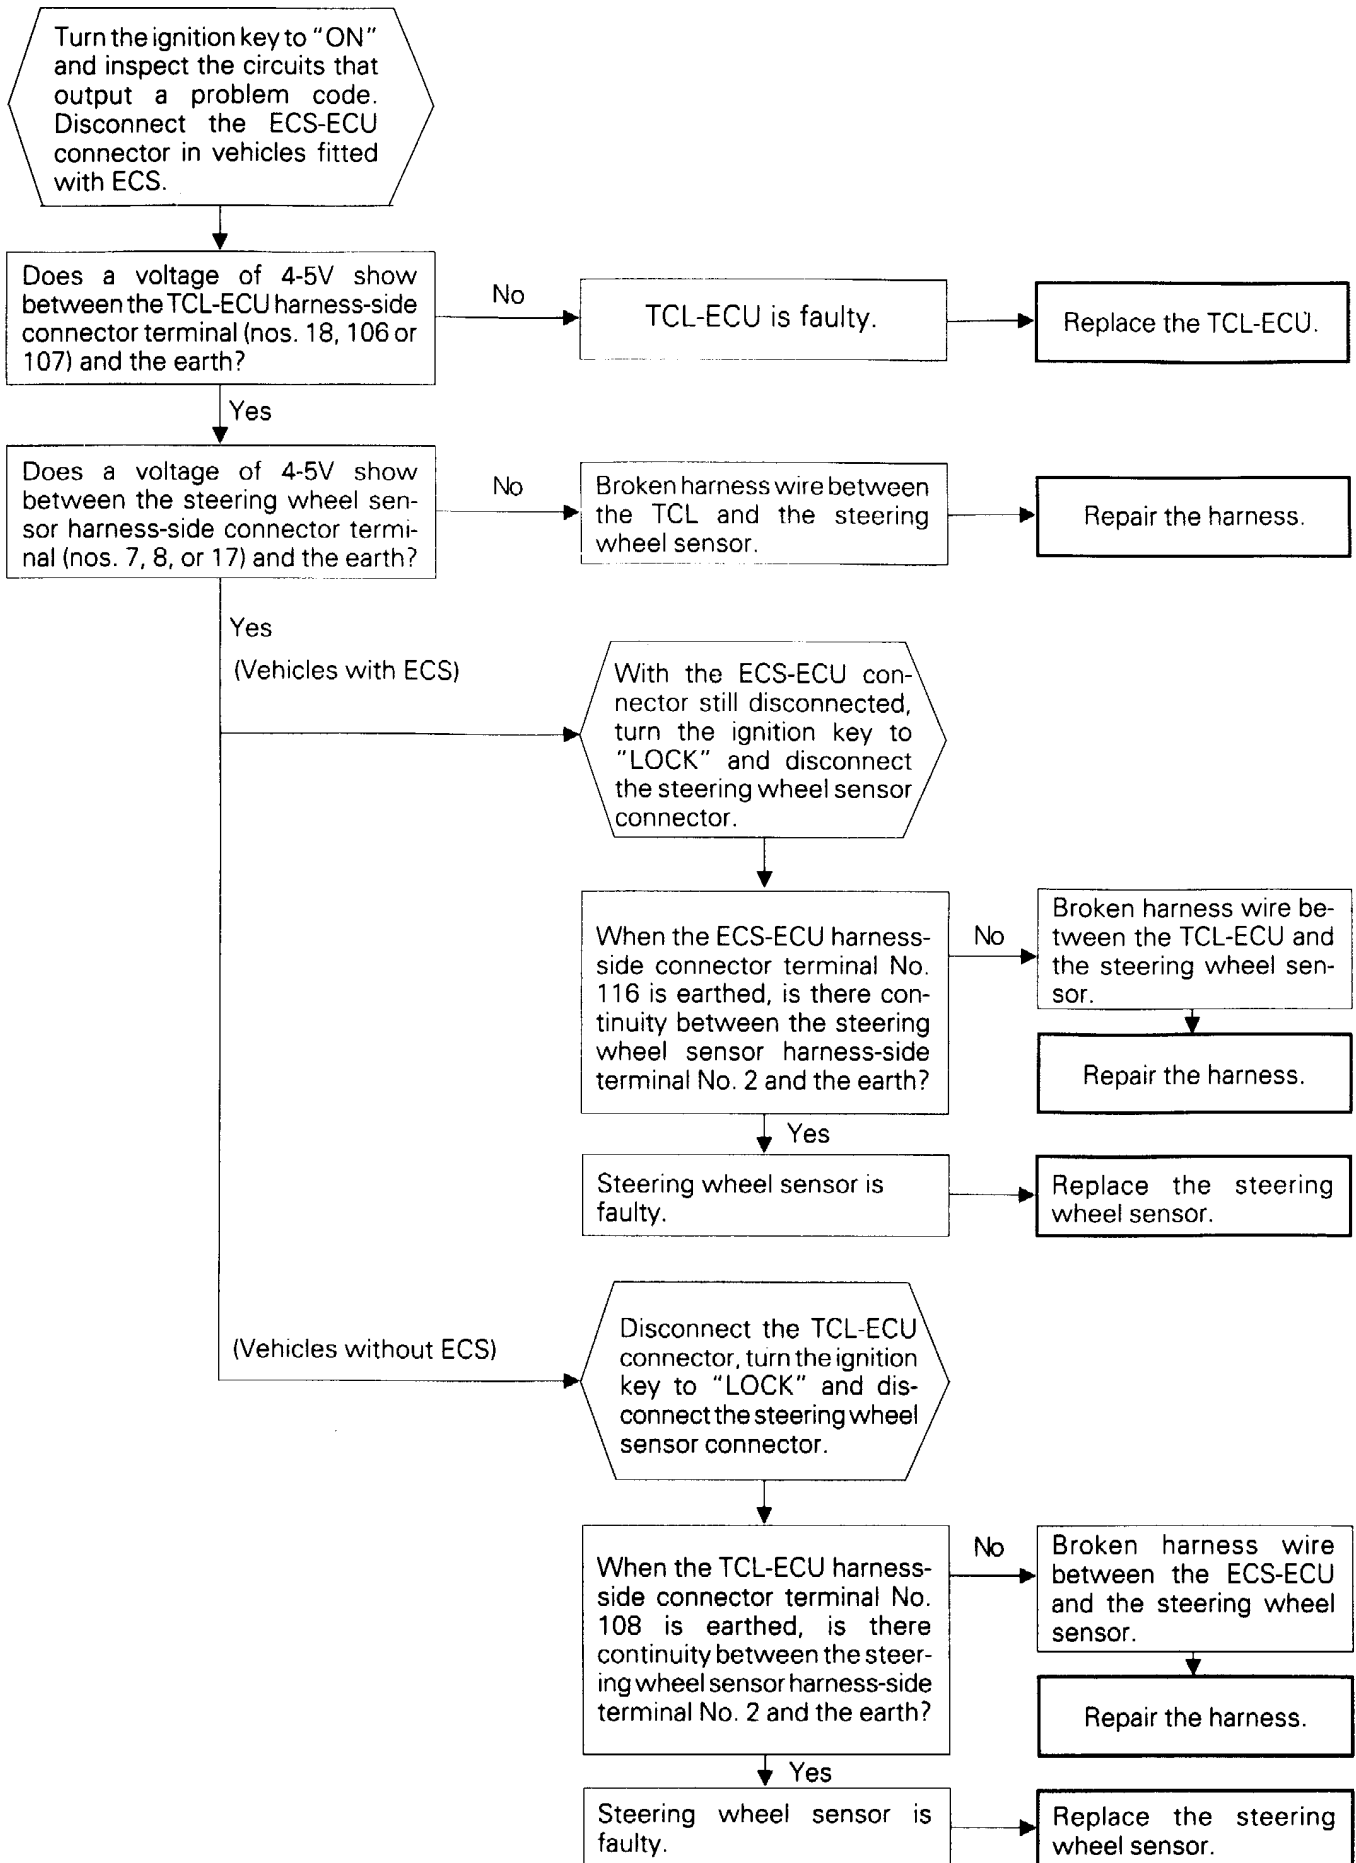 Turn the ignition key to "ON"
and inspect the circuits that
output a problem code.
Disconnect the ECS-ECU
connector in vehicles fitted
with ECS.
Does a voltage of 4-5V show
between the TCL-ECU harness-side
connector terminal (nos. 18, 106 or
107) and the earth?
No
TCL-ECU is faulty.
Replace the TCL-ECU.
Yes
Does a voltage of 4-5V show
between the steering wheel sen-
sor harness-side connector termi-
nal (nos. 7, 8, or 17) and the earth?
No
Broken harness wire between
the TCL and the steering
wheel sensor.
Repair the harness.
Yes
(Vehicles with ECS)
With the ECS-ECU con-
nector still disconnected,
turn the ignition key to
"LOCK" and disconnect
the steering wheel sensor
connector.
When the ECS-ECU harness-
side connector terminal No.
116 is earthed, is there con-
tinuity between the steering
wheel sensor harness-side
terminal No. 2 and the earth?
No
Broken harness wire be-
tween the TCL-ECU and
the steering wheel sen-
sor.
Repair the harness.
Yes
Steering wheel sensor is
faulty.
Replace the steering
wheel sensor.
(Vehicles without ECS)
Disconnect the TCL-ECU
connector, turn the ignition
key to "LOCK" and dis-
connect the steering wheel
sensor connector.
When the TCL-ECU harness-
side connector terminal No.
108 is earthed, is there
continuity between the steer-
ing wheel sensor harness-side
terminal No. 2 and the earth?
No
Broken harness wire
between the ECS-ECU
and the steering wheel
sensor.
Repair the harness.
Yes
Steering wheel sensor is
faulty.
Replace the steering
wheel sensor.